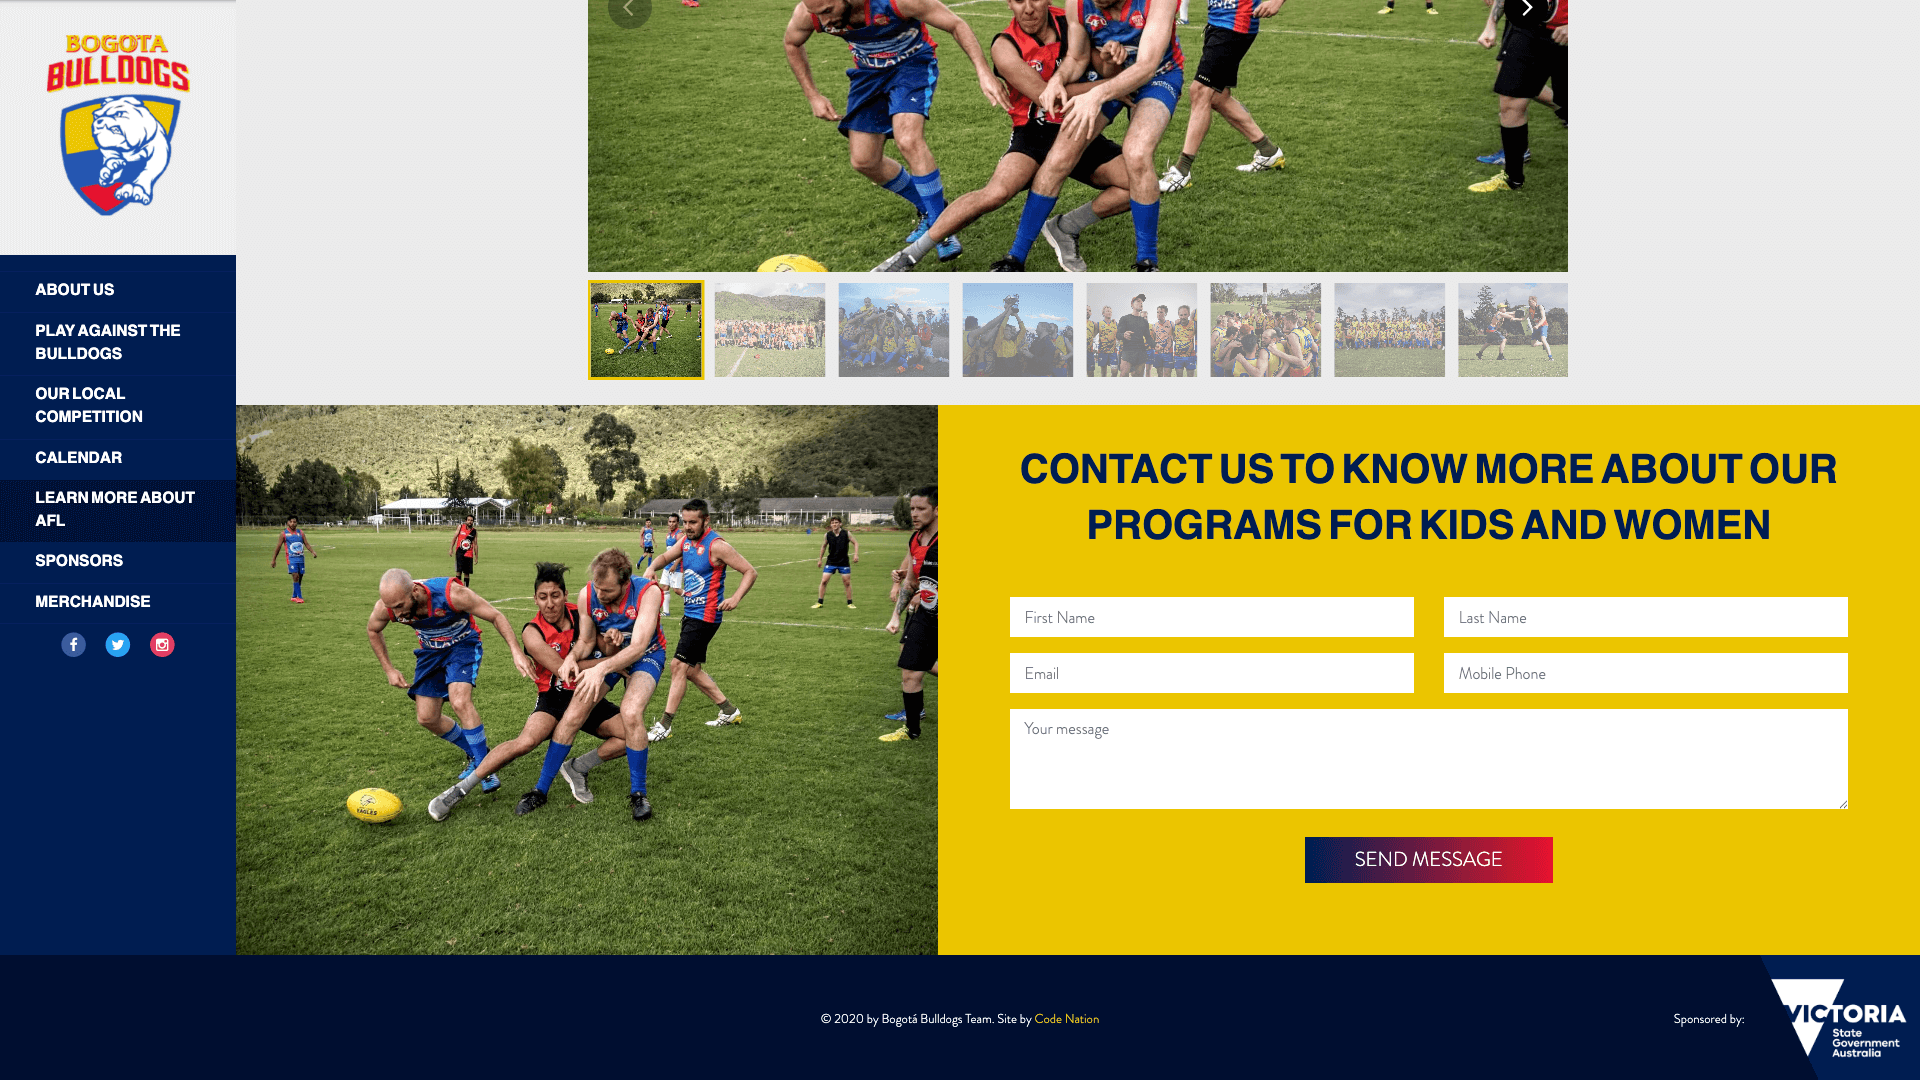 BOGOTA
BULLDOGS
ABOUT US
PLAY AGAINST THE
BULLDOGS
OUR LOCAL
COMPETITION
CALENDAR
LEARN MORE ABOUT
AFL
SPONSORS
MERCHANDISE
EAGLES
CONTACT US TO KNOW MORE ABOUT OUR
PROGRAMS FOR KIDS AND WOMEN
First Name
Last Name
Email
Mobile Phone
Your message
SEND MESSAGE
© 2020 by Bogotá Bulldogs Team. Site by Code Nation
Sponsored by:
VICTORIA
State
Government
Australia